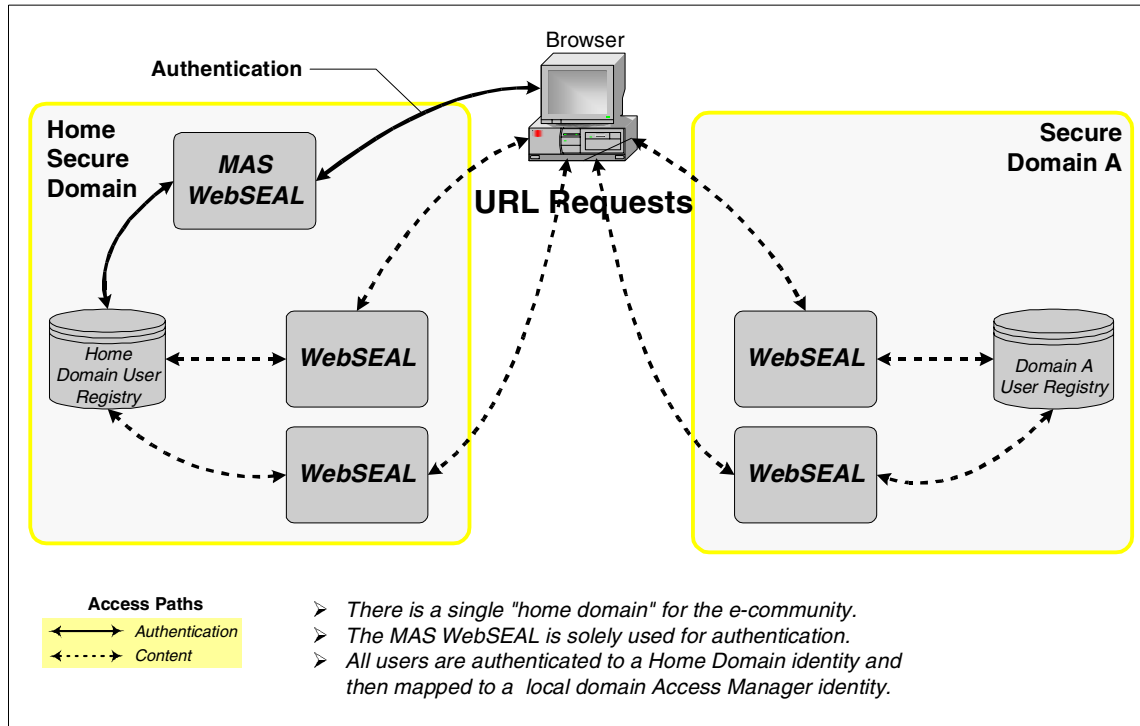 Browser
Authentication
Home
Secure
Domain
MAS
WebSEAL
URL Requests
Secure
Domain A
Home
Domain User
Registry
WebSEAL
WebSEAL
WebSEAL
WebSEAL
Domain A
User Registry
Access Paths
Authentication
Content
➢ There is a single "home domain" for the e-community.
➢ The MAS WebSEAL is solely used for authentication.
➢ All users are authenticated to a Home Domain identity and
then mapped to a local domain Access Manager identity.